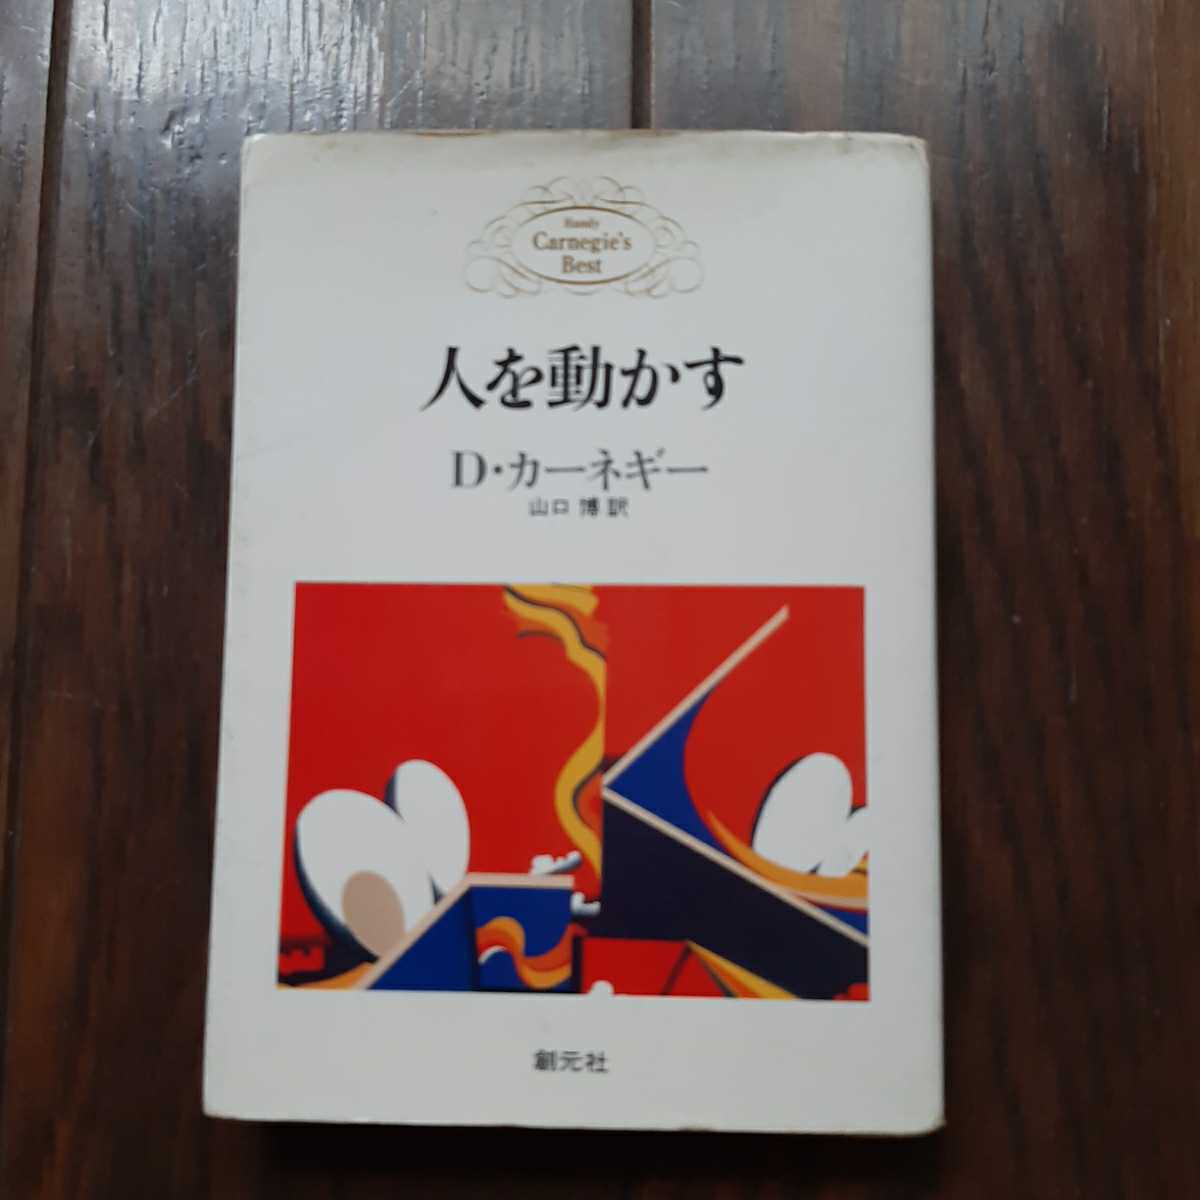 Handy
Carnegie's
Best
人を動かす
D・カーネギー
山口 博 訳
創元社